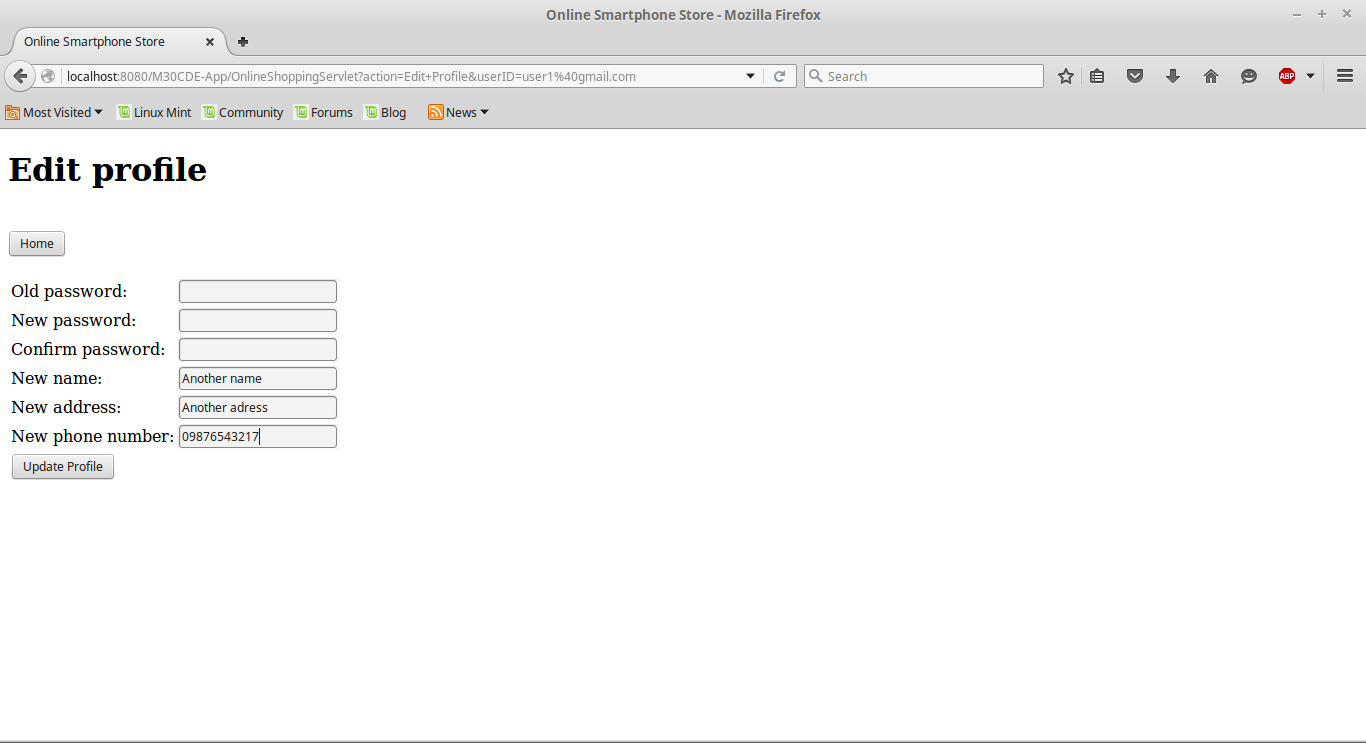 Online Smartphone Store - Mozilla Firefox
Online Smartphone Store
localhost:8080/M30CDE-App/OnlineShoppingServlet?action=Edit+Profile&userID=user1%40gmail.com
Search
ABP
Most Visited
Linux Mint
Community
Forums
Blog
News
Edit profile
Home
Old password:
New password:
Confirm password:
New name: Another name
New address: Another adress
New phone number: 09876543217
Update Profile